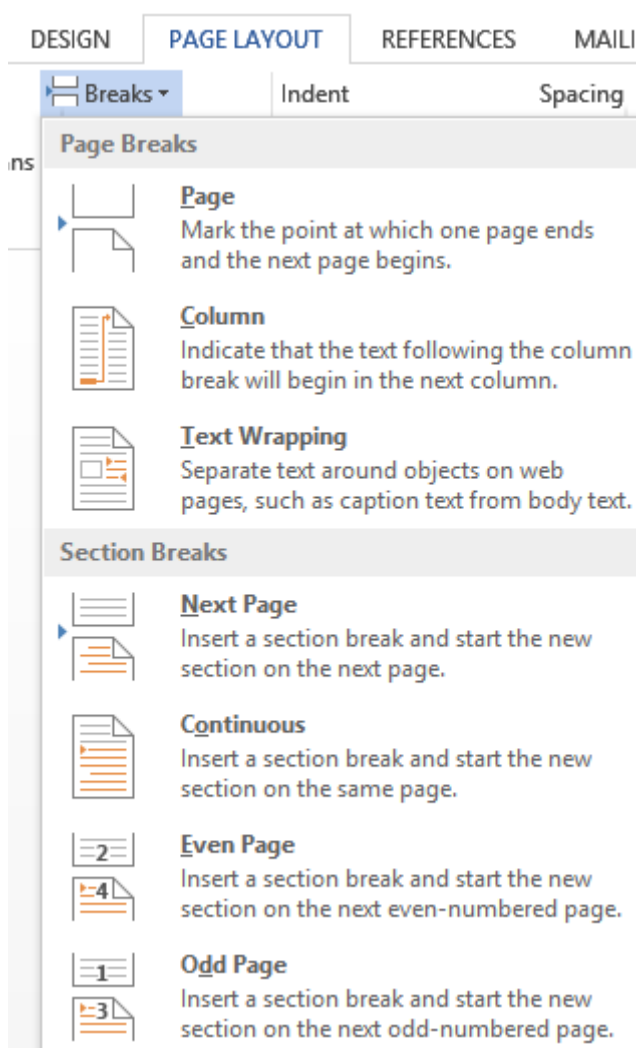 DESIGN PAGE LAYOUT REFERENCES MAILI
Breaks Indent Spacing
ns
Page Breaks
Page
Mark the point at which one page ends
and the next page begins.
Column
Indicate that the text following the column
break will begin in the next column.
Text Wrapping
Separate text around objects on web
pages, such as caption text from body text.
Section Breaks
Next Page
Insert a section break and start the new
section on the next page.
Continuous
Insert a section break and start the new
section on the same page.
2
Even Page
4
Insert a section break and start the new
section on the next even-numbered page.
1
Odd Page
3
Insert a section break and start the new
section on the next odd-numbered page.